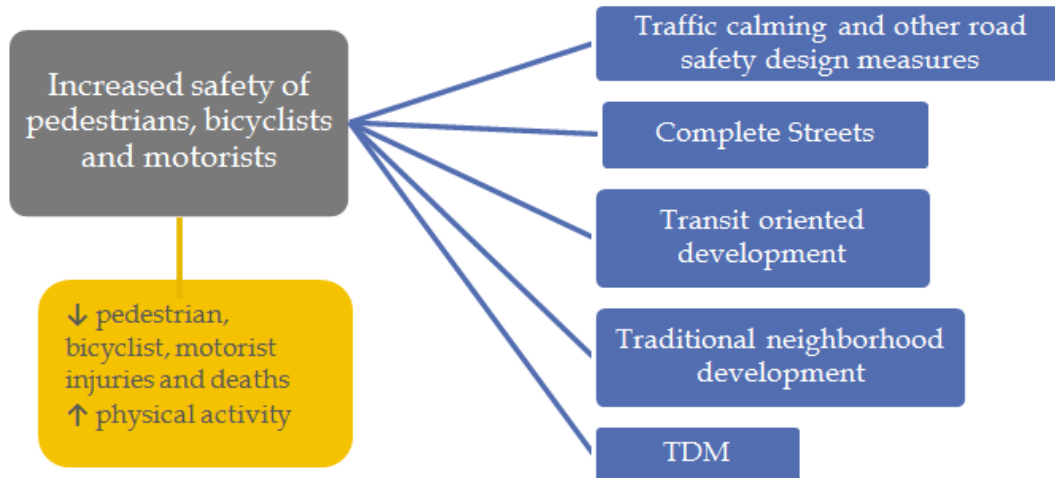 Increased safety of
pedestrians, bicyclists
and motorists
↓ pedestrian,
bicyclist, motorist
injuries and deaths
↑ physical activity
Traffic calming and other road
safety design measures
Complete Streets
Transit oriented
development
Traditional neighborhood
development
TDM